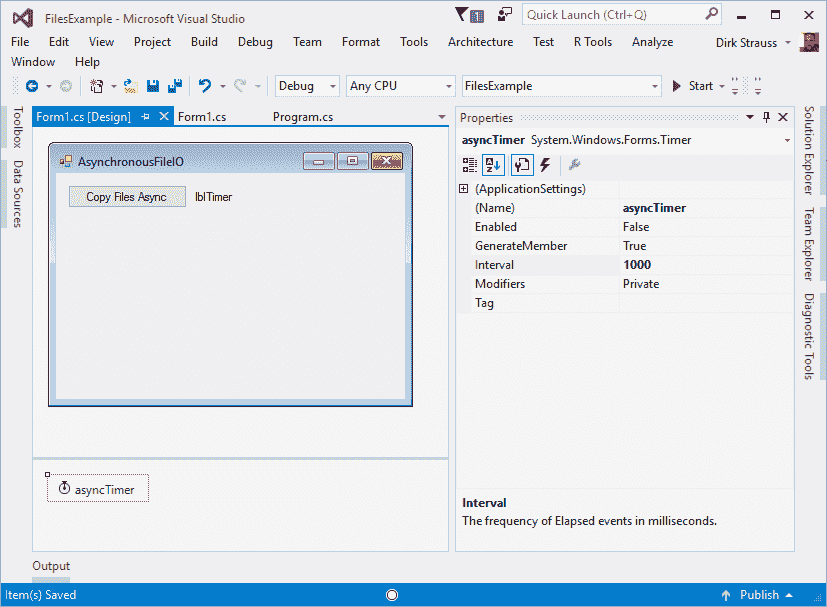 FilesExample - Microsoft Visual Studio
1
Quick Launch (Ctrl+Q)
File Edit View Project Build Debug Team Format Tools Architecture Test R Tools Analyze Dirk Strauss
Window Help
Debug Any CPU FilesExample Start
Toolbox
Data Sources
Form1.cs [Design] Form1.cs Program.cs
AsynchronousFileIO
Copy Files Async lblTimer
asyncTimer
Properties
asyncTimer System.Windows.Forms.Timer
(ApplicationSettings)
(Name) asyncTimer
Enabled False
GenerateMember True
Interval 1000
Modifiers Private
Tag
Interval
The frequency of Elapsed events in milliseconds.
Solution Explorer
Team Explorer
Diagnostic Tools
Output
Item(s) Saved Publish